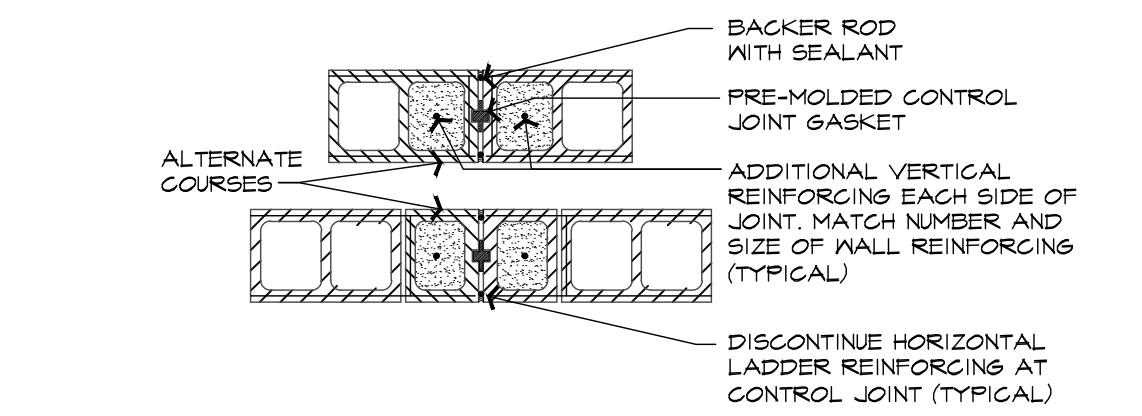 BACKER ROD
WITH SEALANT
PRE-MOLDED CONTROL
JOINT GASKET
ALTERNATE
COURSES
ADDITIONAL VERTICAL
REINFORCING EACH SIDE OF
JOINT. MATCH NUMBER AND
SIZE OF WALL REINFORCING
(TYPICAL)
DISCONTINUE HORIZONTAL
LADDER REINFORCING AT
CONTROL JOINT (TYPICAL)